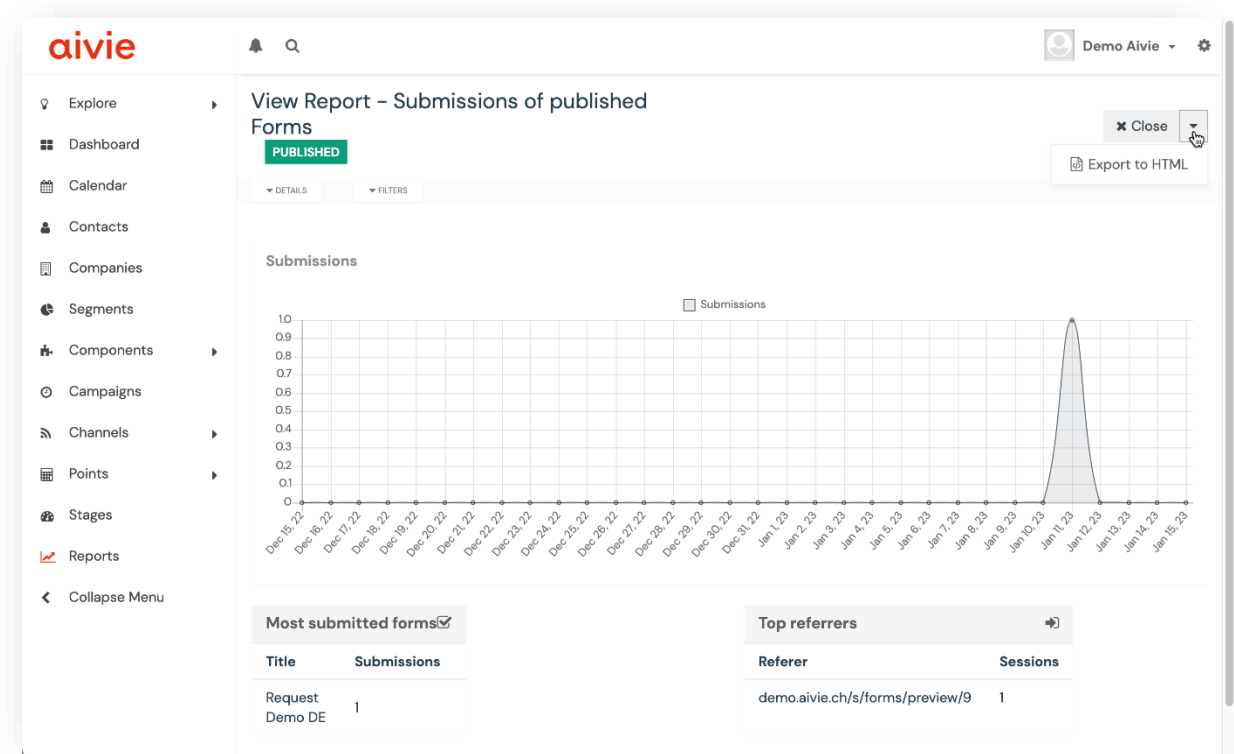 aivie
Demo Aivie
Explore
Dashboard
Calendar
Contacts
Companies
Segments
Components
Campaigns
Channels
Points
Stages
Reports
Collapse Menu
View Report - Submissions of published
Forms
PUBLISHED
Close
Export to HTML
DETAILS
FILTERS
Submissions
Submissions
1.0
0.9
0.8
0.7
0.6
0.5
0.4
0.3
0.2
0.1
0
Dec 15, 22
Dec 16, 22
Dec 17, 22
Dec 18, 22
Dec 19, 22
Dec 20, 22
Dec 21, 22
Dec 22, 22
Dec 23, 22
Dec 24, 22
Dec 25, 22
Dec 26, 22
Dec 27, 22
Dec 28, 22
Dec 29, 22
Dec 30, 22
Dec 31, 22
Jan 1, 23
Jan 2, 23
Jan 3, 23
Jan 4, 23
Jan 5, 23
Jan 6, 23
Jan 7, 23
Jan 8, 23
Jan 9, 23
Jan 10, 23
Jan 11, 23
Jan 12, 23
Jan 13, 23
Jan 14, 23
Jan 15, 23
Most submitted forms
Title Submissions
Request
Demo DE
1
Top referrers
Referer Sessions
demo.aivie.ch/s/forms/preview/9 1